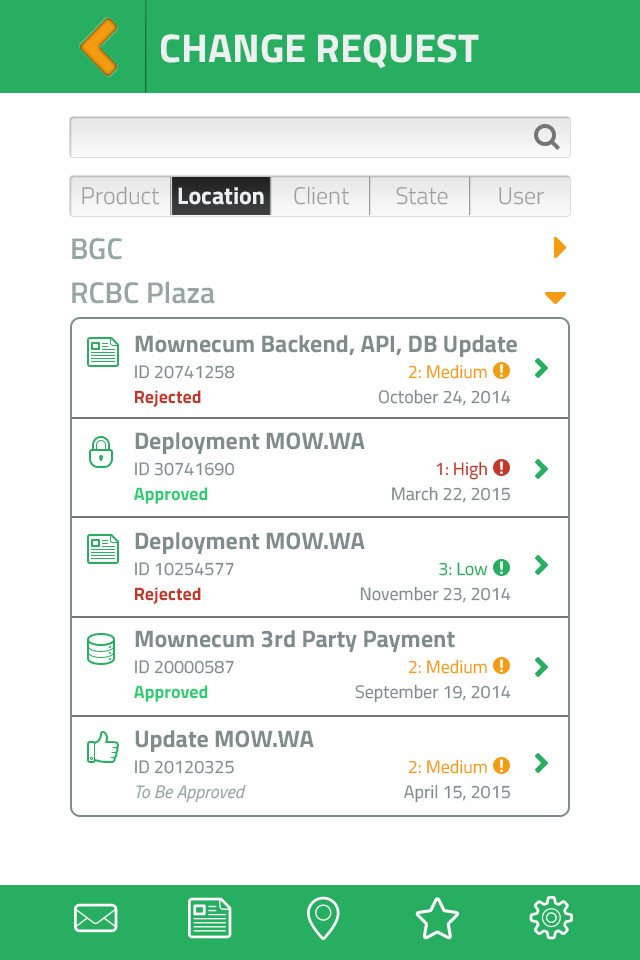 CHANGE REQUEST
Product Location Client State User
BGC
RCBC Plaza
Mownecum Backend, API, DB Update
ID 20741258 2: Medium
Rejected October 24, 2014
Deployment MOW.WA
ID 30741690 1: High
Approved March 22, 2015
Deployment MOW.WA
ID 10254577 3: Low
Rejected November 23, 2014
Mownecum 3rd Party Payment
ID 20000587 2: Medium
Approved September 19, 2014
Update MOW.WA
ID 20120325 2: Medium
To Be Approved April 15, 2015